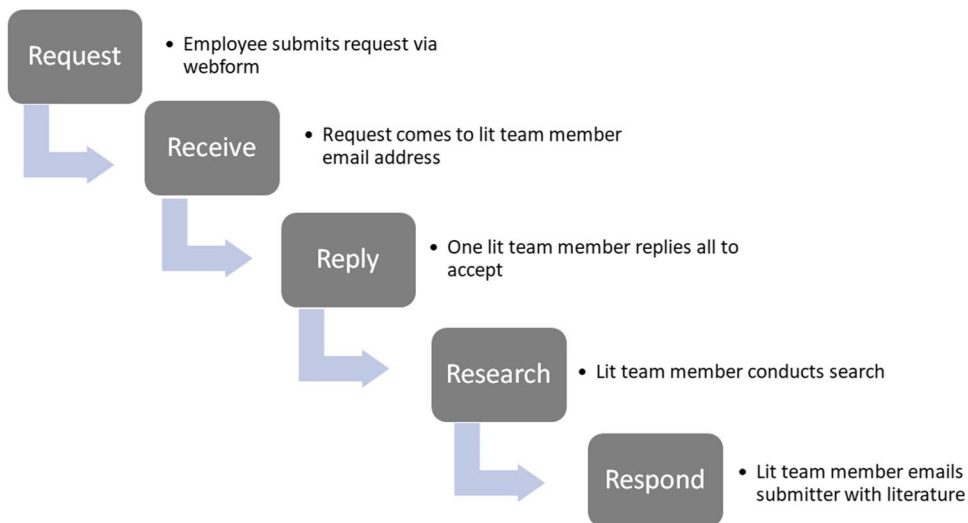 Request
• Employee submits request via
webform
Receive
• Request comes to lit team member
email address
Reply
• One lit team member replies all to
accept
Research
• Lit team member conducts search
Respond
• Lit team member emails
submitter with literature